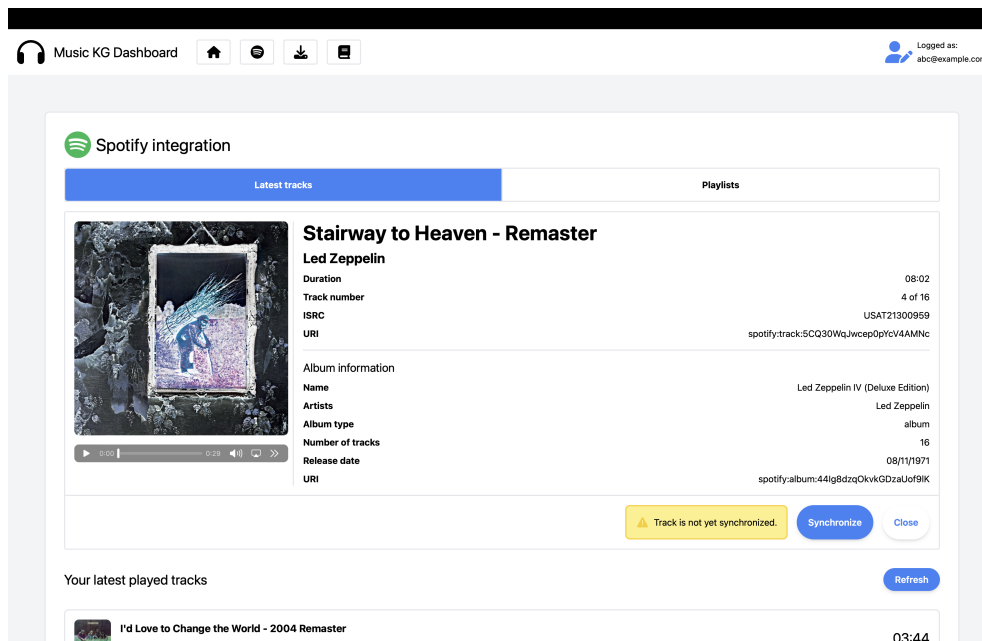 Music KG Dashboard
Logged as:
abc@example.com
Spotify integration
Latest tracks
Playlists
Stairway to Heaven - Remaster
Led Zeppelin
Duration 08:02
Track number 4 of 16
ISRC USAT21300959
URI spotify:track:5CQ30WqJwcep0pYcV4AMNc
Album information
Name Led Zeppelin IV (Deluxe Edition)
Artists Led Zeppelin
Album type album
Number of tracks 16
Release date 08/11/1971
URI spotify:album:44Ig8dzqOkvkGDzaUof9lK
0:00 0:29
Track is not yet synchronized.
Synchronize
Close
Your latest played tracks
Refresh
I'd Love to Change the World - 2004 Remaster
03:44